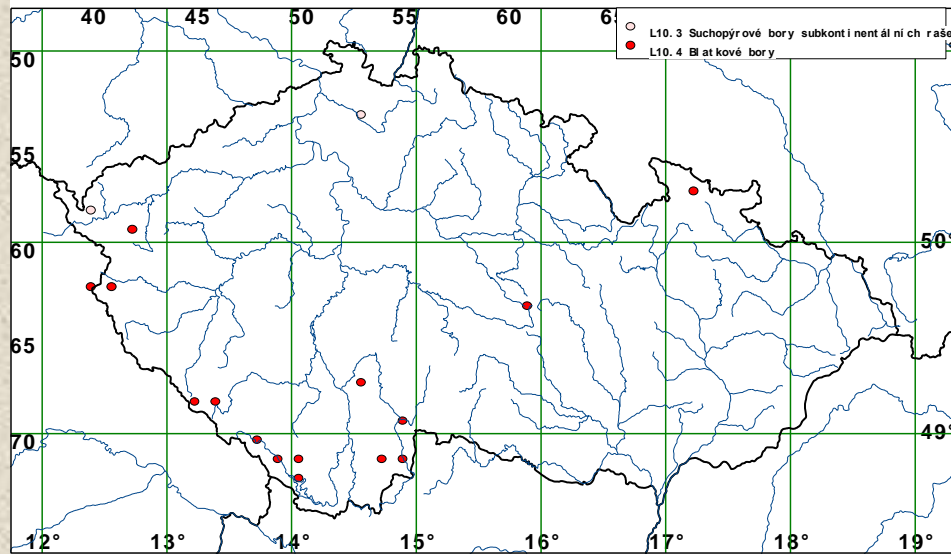 40 45 50 55 60 6
L10. 3 Suchopýrové bory subkontinentálních raše
L10. 4 Blatkové bory
50
55
60 50°
65
70 49°
12 13 14 15 16° 17° 18° 19°